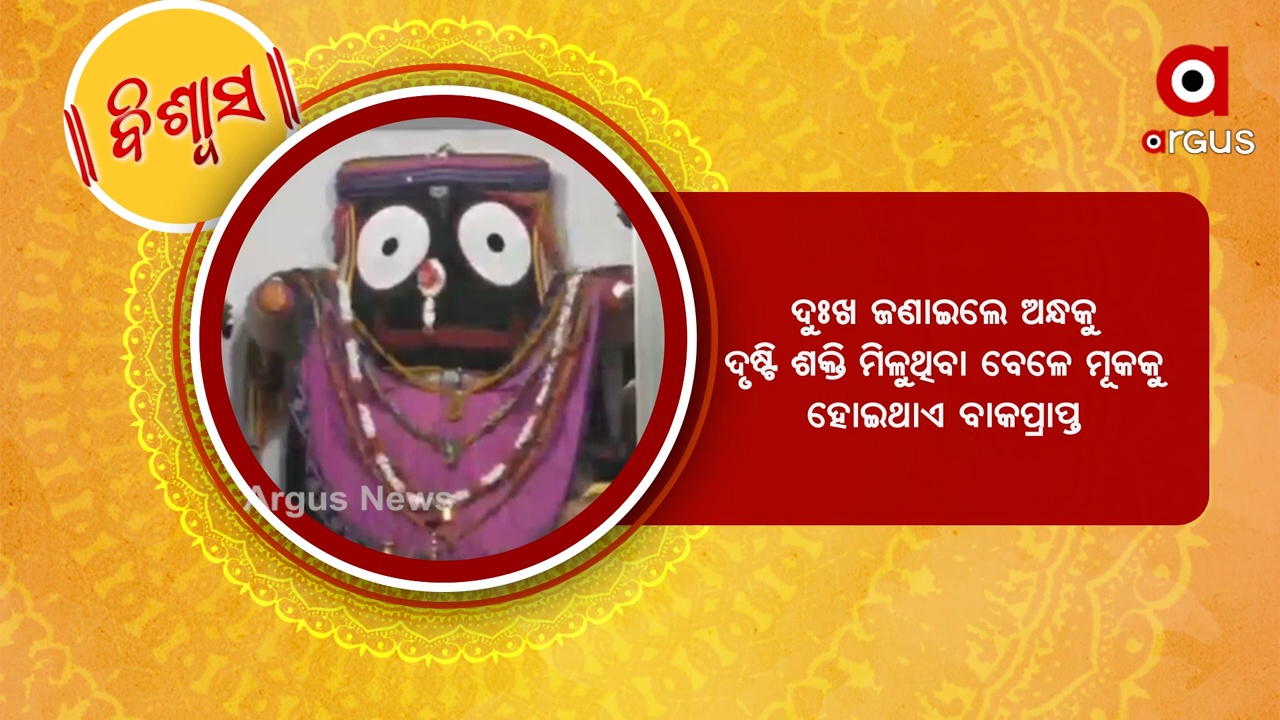 ॥ ବିଶ୍ୱାସ ॥
argus
ଦୁଃଖ ଜଣାଇଲେ ଅନ୍ଧକୁ
ଦୃଷ୍ଟି ଶକ୍ତି ମିଳୁଥିବା ବେଳେ ମୂକକୁ
ହୋଇଥାଏ ବାକପ୍ରାପ୍ତ
Argus News